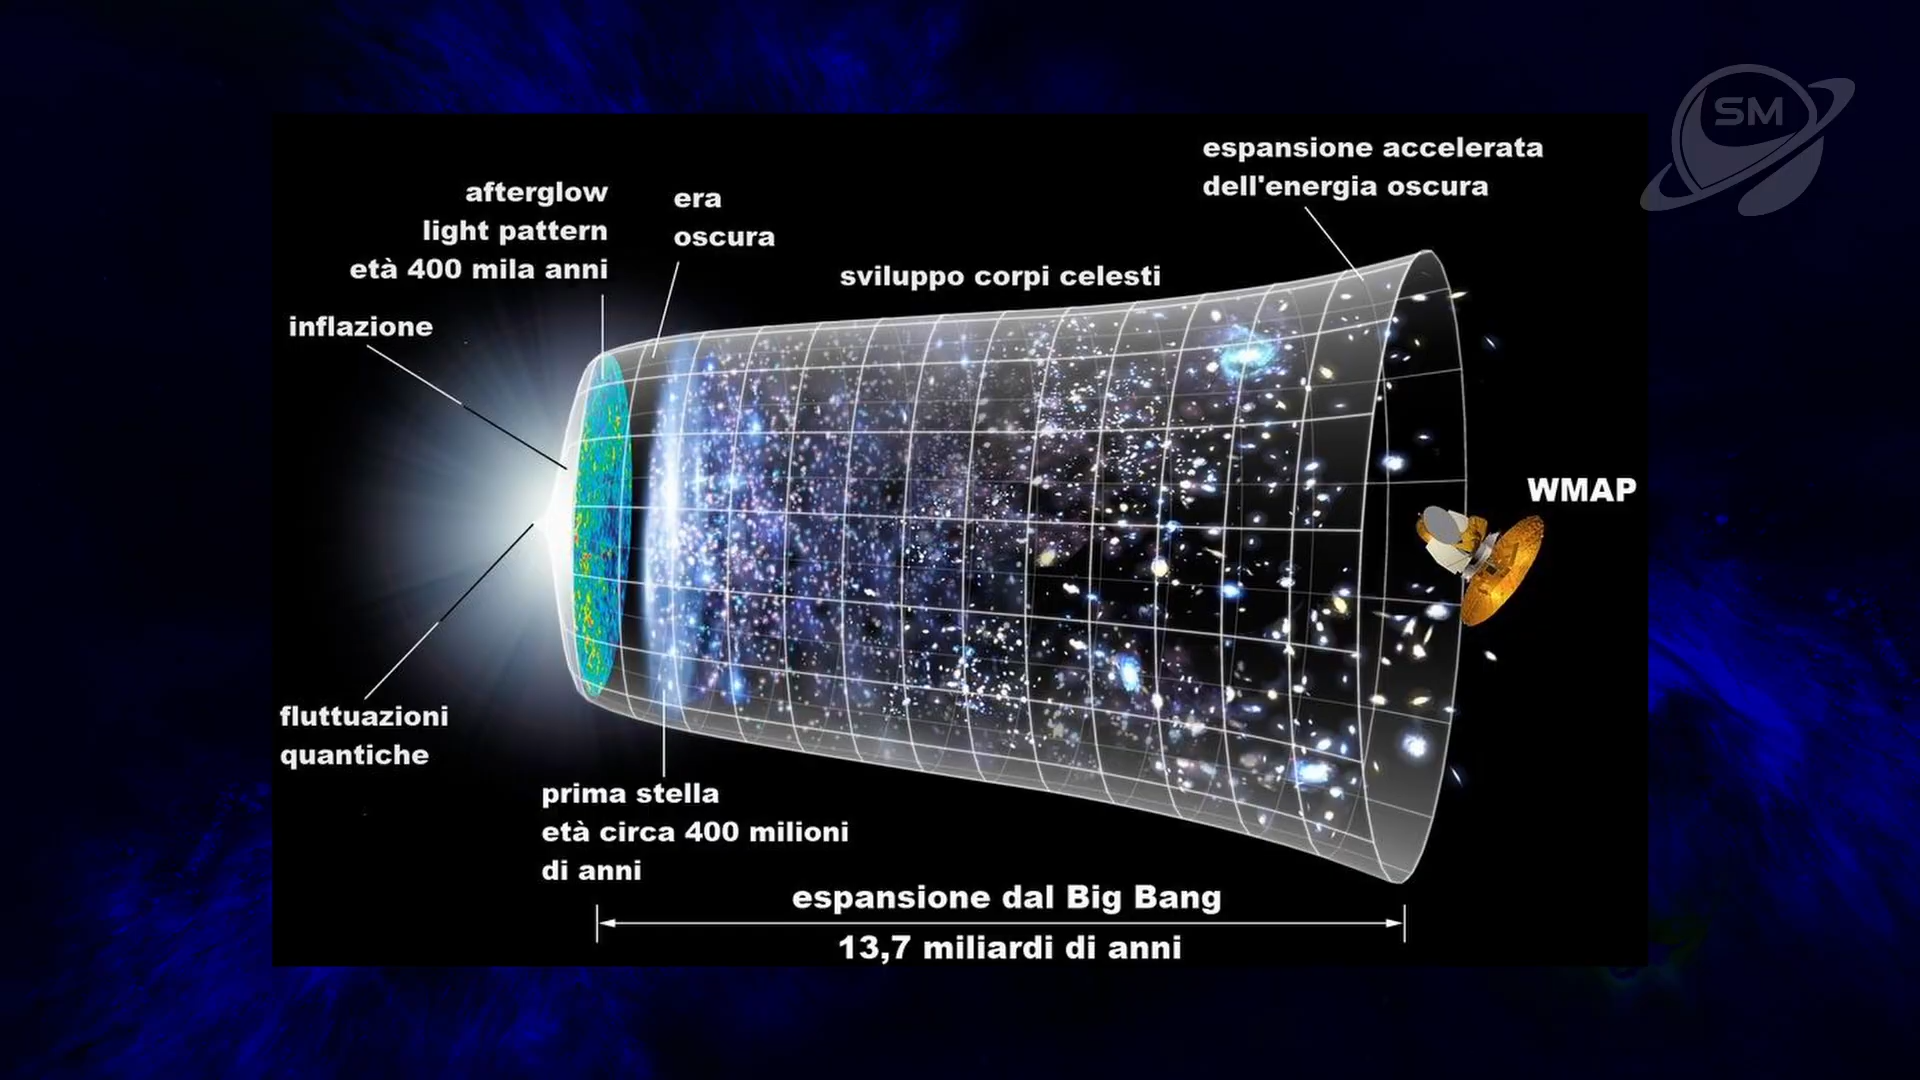 SM
espansione accelerata
dell'energia oscura
afterglow
light pattern
età 400 mila anni
era
oscura
sviluppo corpi celesti
inflazione
WMAP
fluttuazioni
quantiche
prima stella
età circa 400 milioni
di anni
espansione dal Big Bang
13,7 miliardi di anni